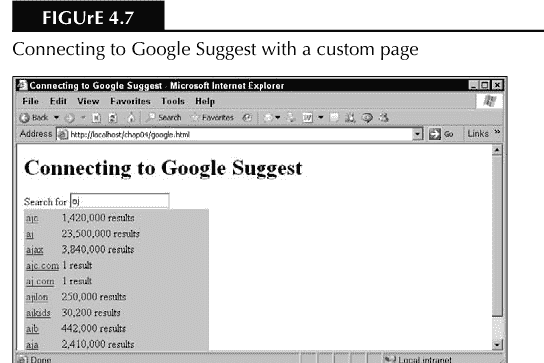 FIGUrE 4.7
Connecting to Google Suggest with a custom page
Connecting to Google Suggest - Microsoft Internet Explorer
File Edit View Favorites Tools Help
Back Search Favorites
Address http://localhost/chap04/google.html Go Links »
Connecting to Google Suggest
Search for aj
ajc 1,420,000 results
aj 23,500,000 results
ajax 3,840,000 results
ajc.com 1 result
aj.com 1 result
ajilon 250,000 results
ajkids 30,200 results
ajb 442,000 results
aja 2,410,000 results
Done Local intranet